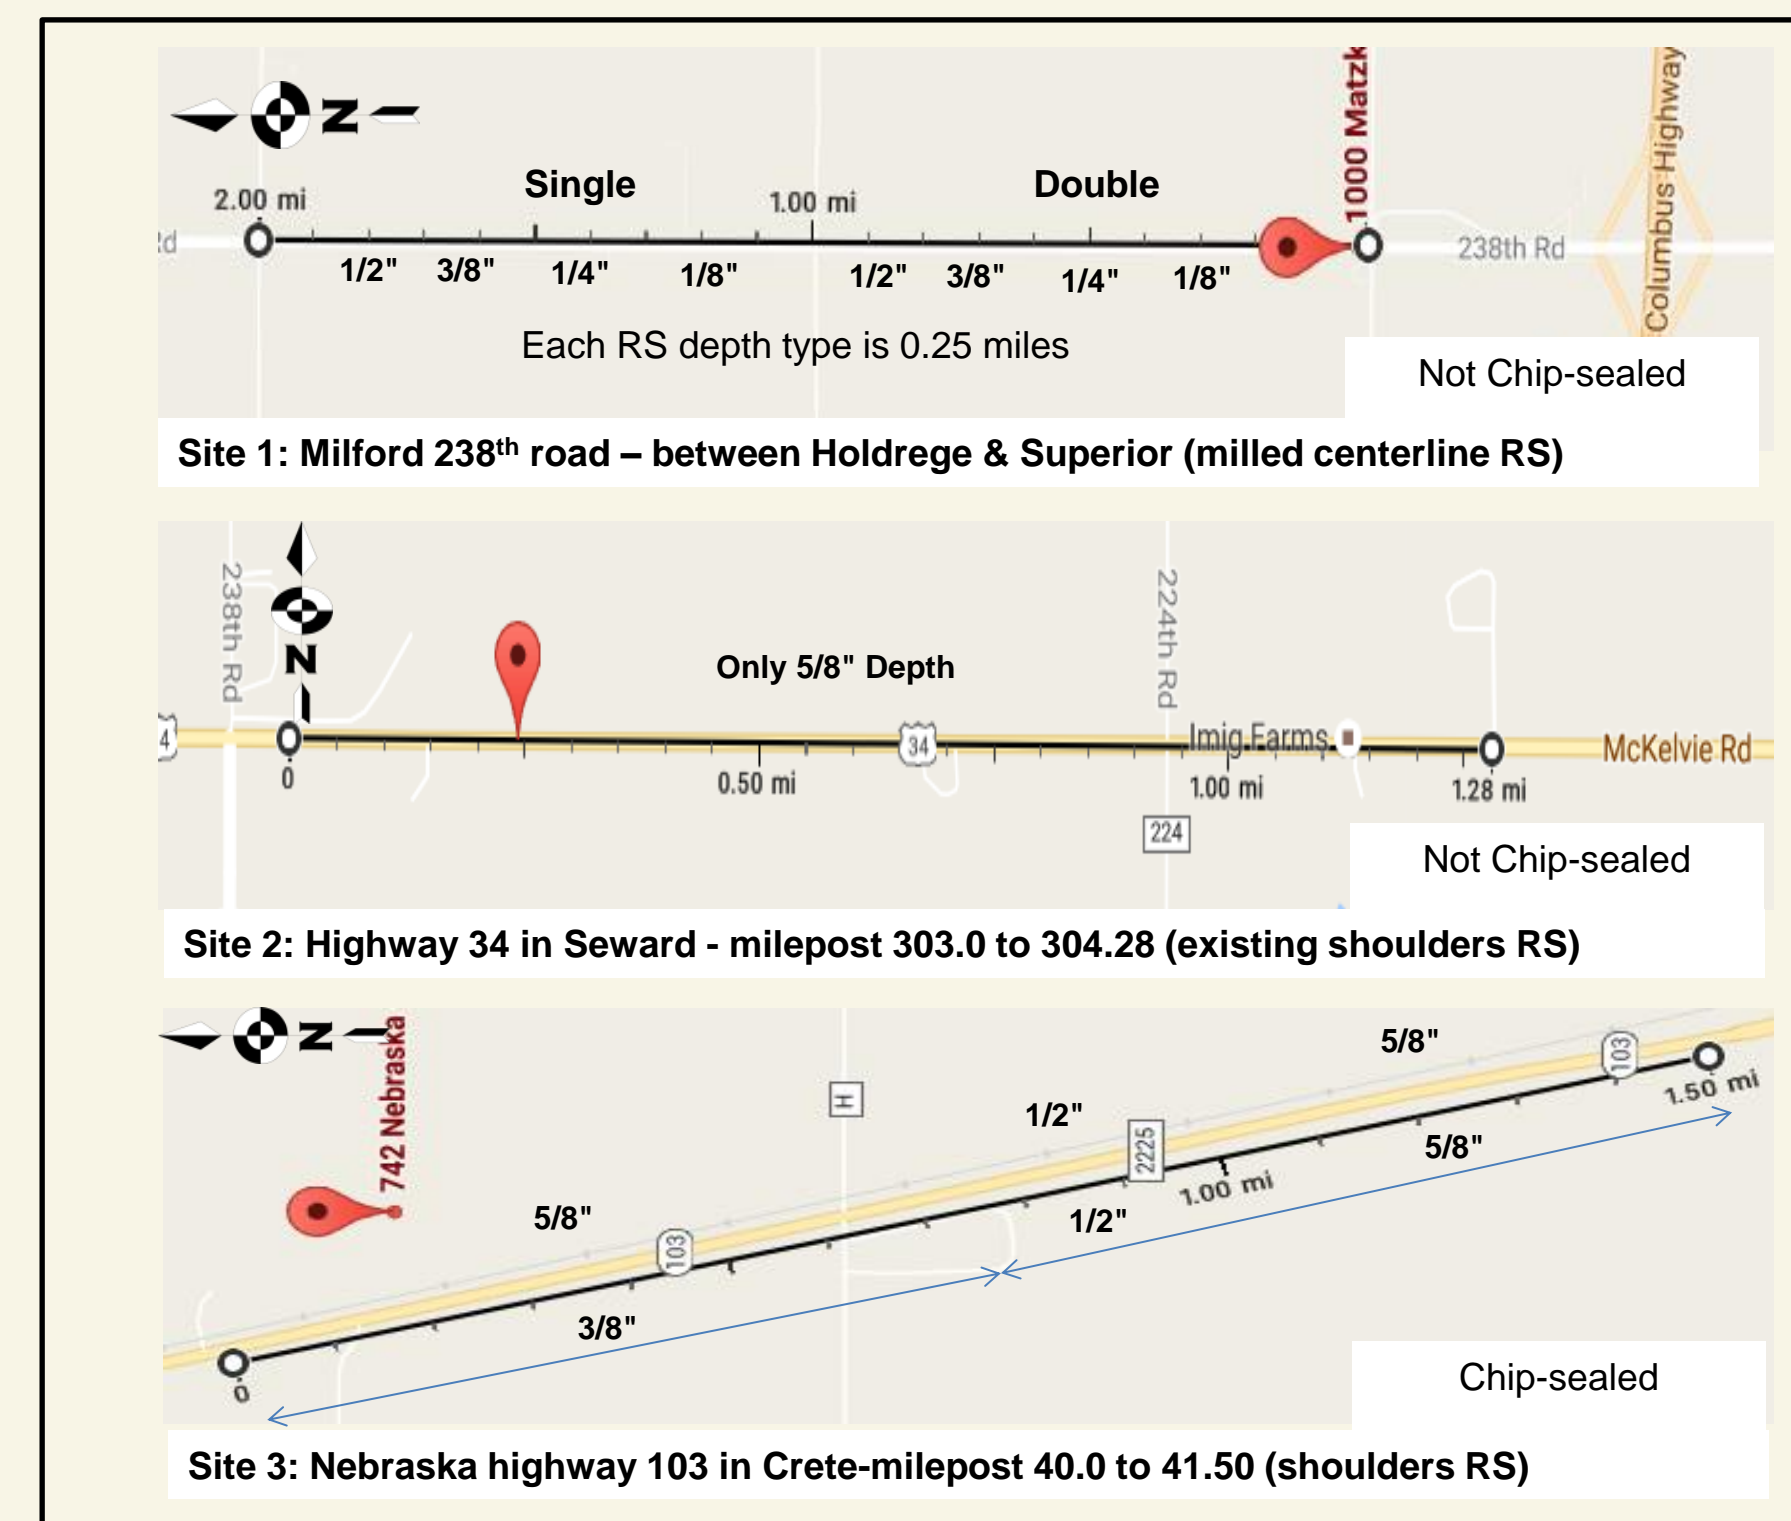 N
1000 Matzk
Columbus Highway
Single
Double
2.00 mi
1.00 mi
Rd
238th Rd
1/2" 3/8" 1/4" 1/8" 1/2" 3/8" 1/4" 1/8"
Each RS depth type is 0.25 miles
Not Chip-sealed
Site 1: Milford 238th road – between Holdrege & Superior (milled centerline RS)
238th Rd
N
224th Rd
Only 5/8" Depth
4
34
Imig Farms
McKelvie Rd
0
0.50 mi
1.00 mi
1.28 mi
224
Not Chip-sealed
Site 2: Highway 34 in Seward - milepost 303.0 to 304.28 (existing shoulders RS)
N
742 Nebraska
5/8"
103
1.50 mi
H
1/2"
2225
5/8"
1.00 mi
5/8"
103
1/2"
3/8"
0
Chip-sealed
Site 3: Nebraska highway 103 in Crete-milepost 40.0 to 41.50 (shoulders RS)